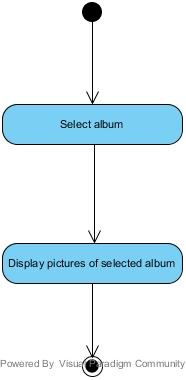 Select album
Display pictures of selected album
Powered By Visual Paradigm Community